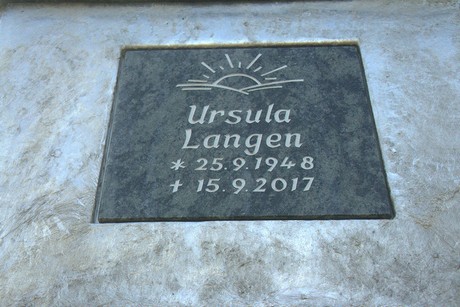 Ursula
Langen
* 25.9.1948
† 15.9.2017